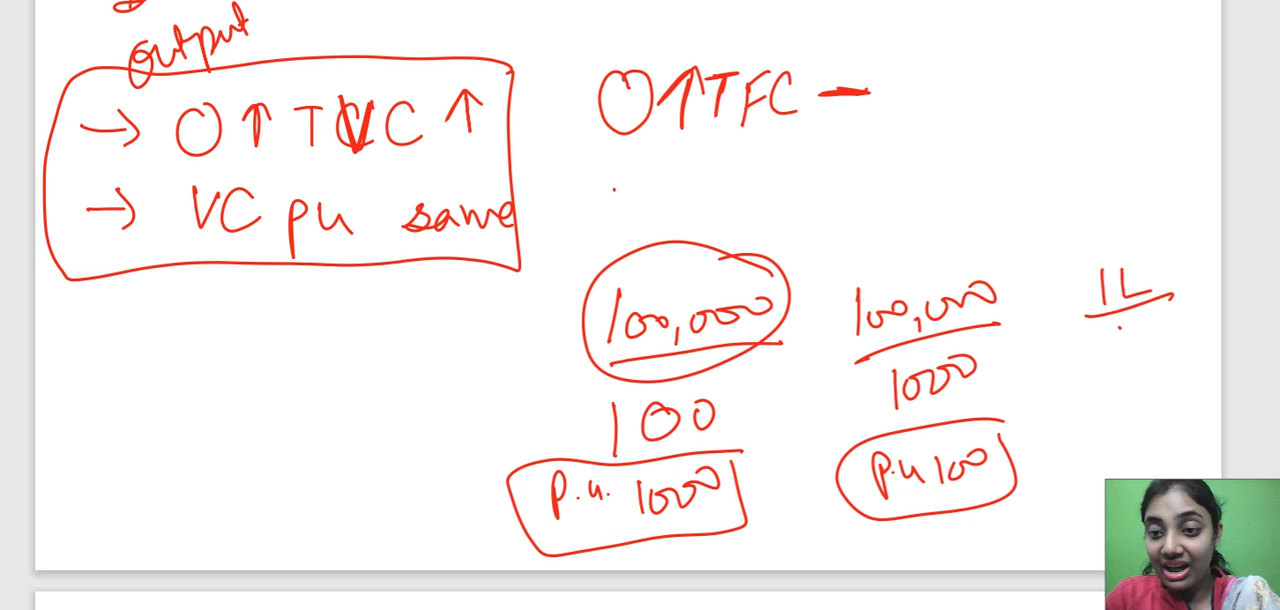 output
→ O ↑ TVC ↑
→ VC pu same
O↑ TFC -
100,000
100
p.u. 1000
100,000
1000
p.u 100
1L